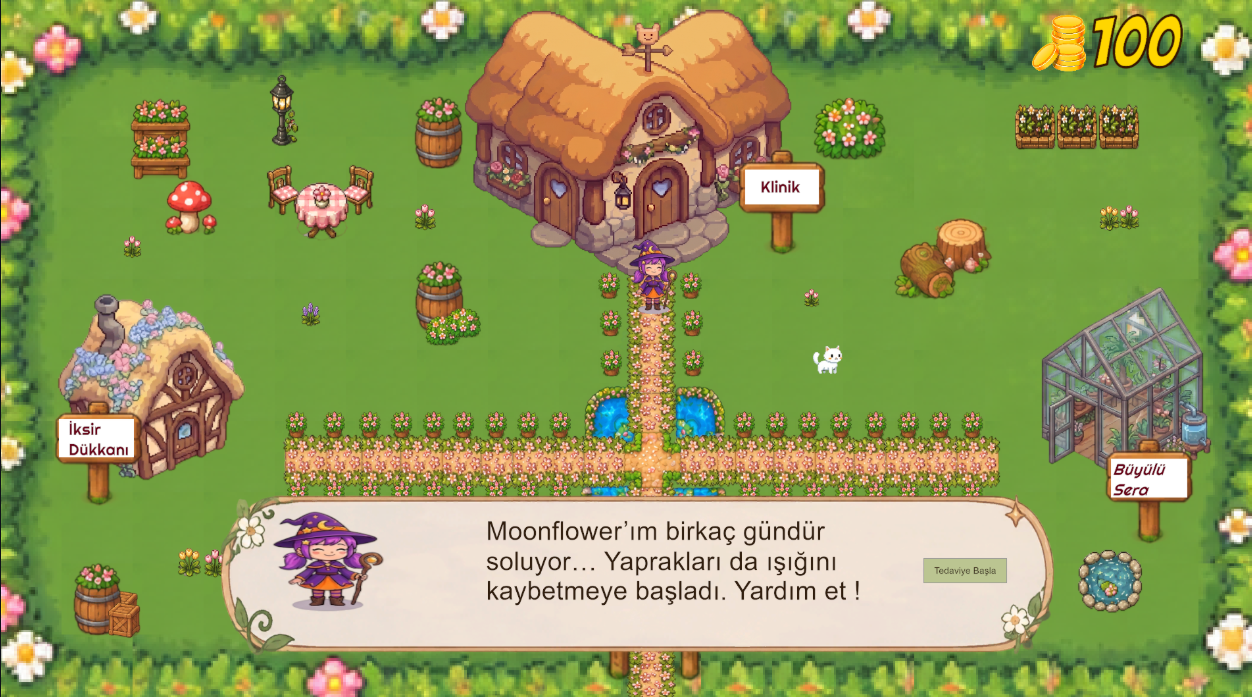 100
Klinik
İksir
Dükkanı
Büyülü
Sera
Moonflower’ım birkaç gündür
soluyor... Yaprakları da ışığını
kaybetmeye başladı. Yardım et !
Tedaviye Başla